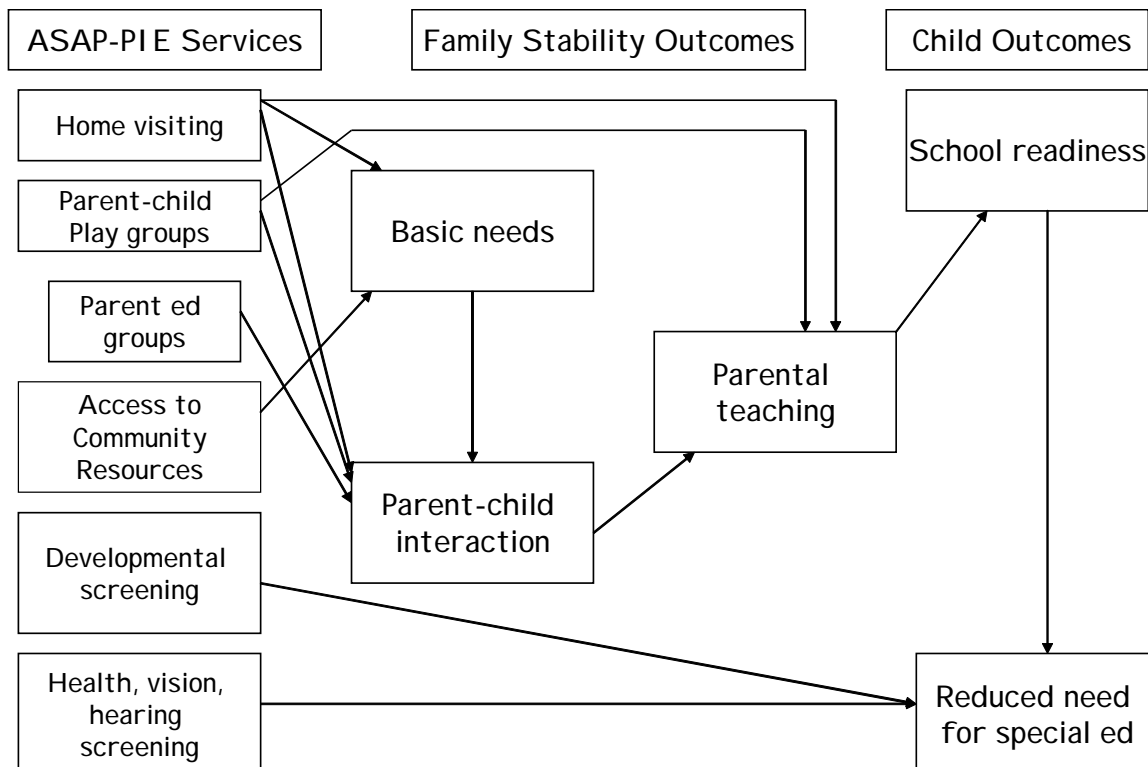 ASAP-PIE Services
Family Stability Outcomes
Child Outcomes
Home visiting
Parent-child
Play groups
Parent ed
groups
Access to
Community
Resources
Developmental
screening
Health, vision,
hearing
screening
Basic needs
Parent-child
interaction
Parental
teaching
School readiness
Reduced need
for special ed